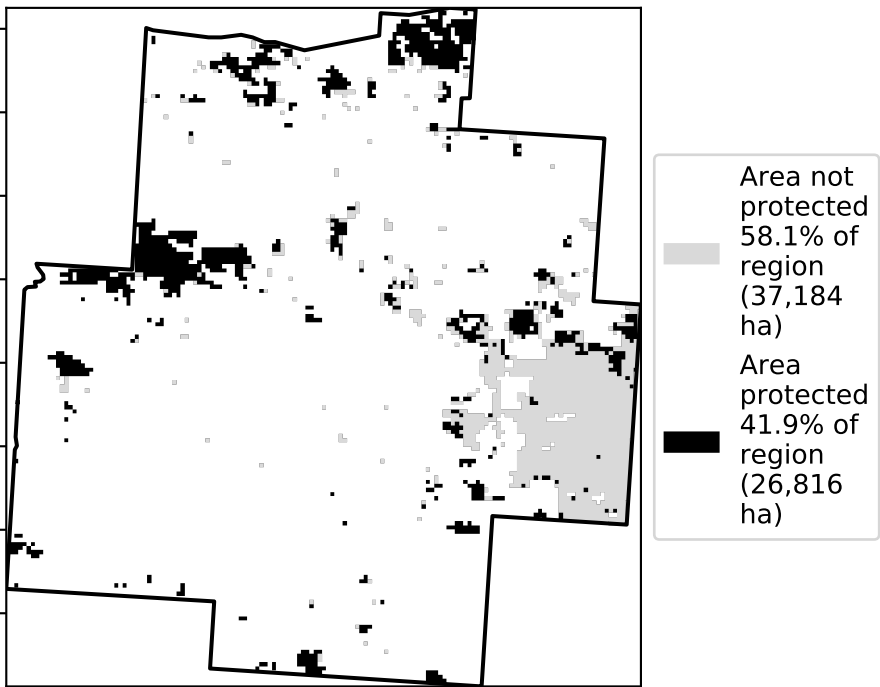 Area not
protected
58.1% of
region
(37,184
ha)
Area
protected
41.9% of
region
(26,816
ha)